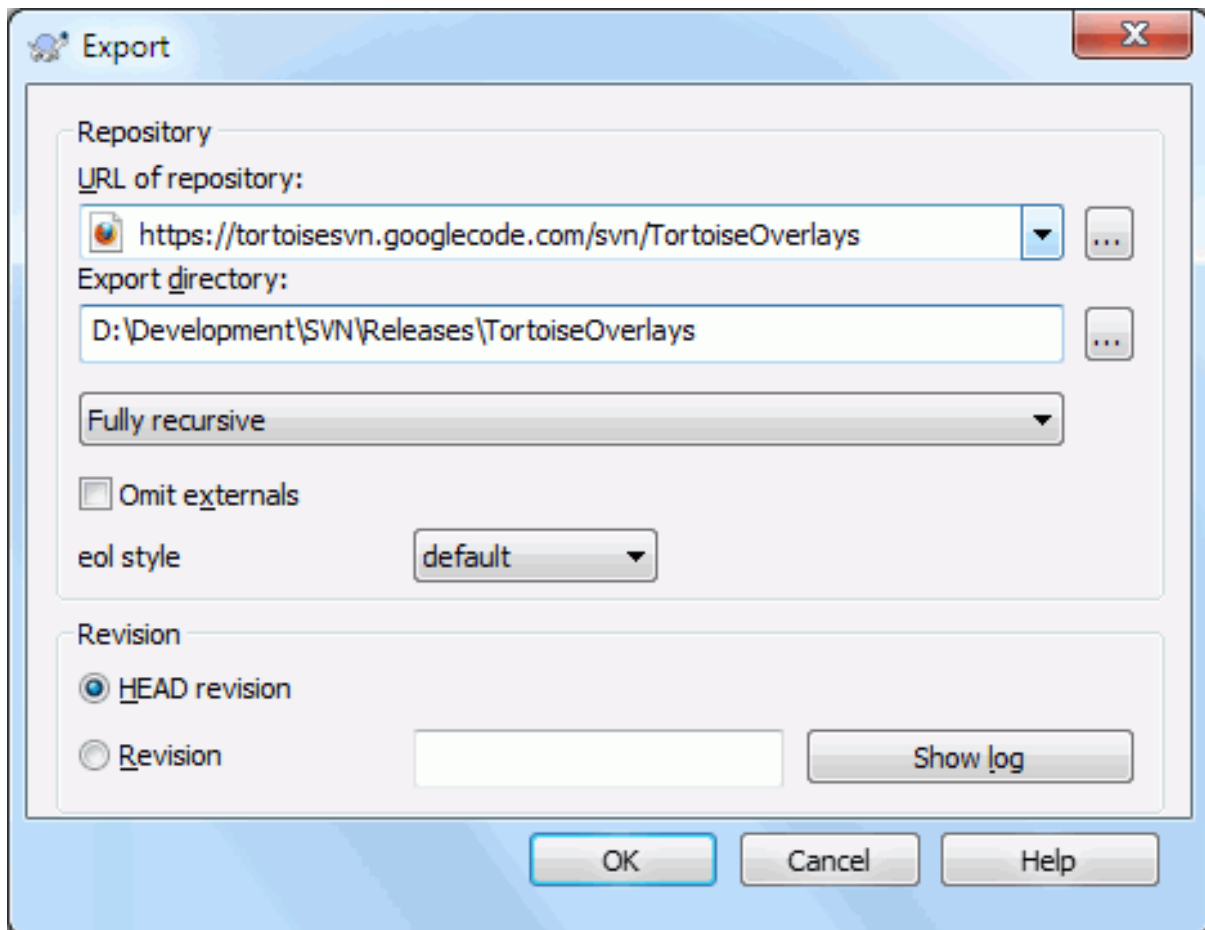 Export
Repository
URL of repository:
https://tortoisesvn.googlecode.com/svn/TortoiseOverlays
...
Export directory:
D:\Development\SVN\Releases\TortoiseOverlays
...
Fully recursive
Omit externals
eol style default
Revision
HEAD revision
Revision
Show log
OK Cancel Help